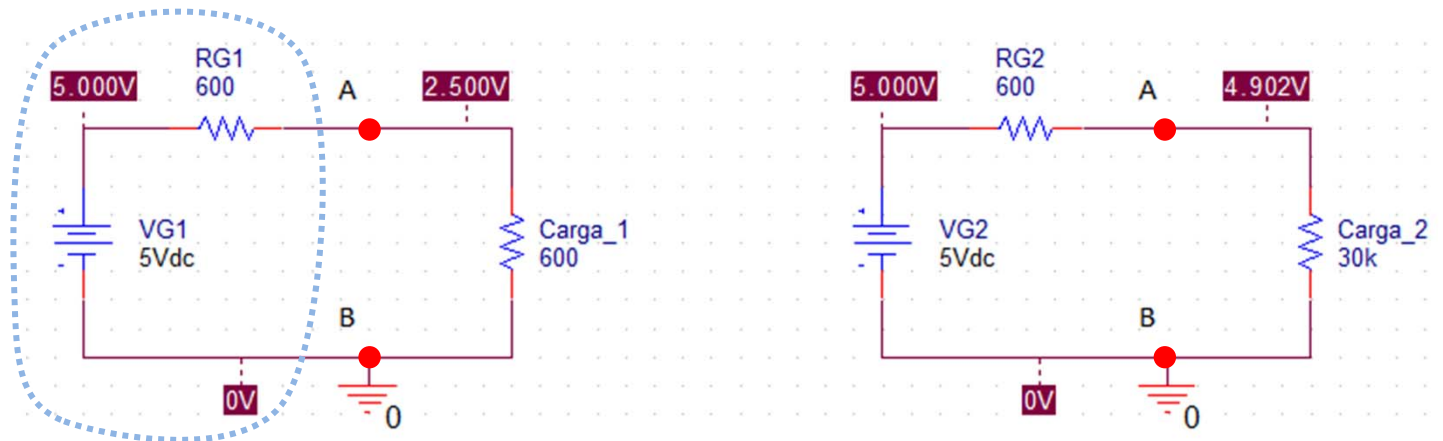 RG1
600
5.000V
A
2.500V
VG1
5Vdc
Carga_1
600
B
0V
0
RG2
600
5.000V
A
4.902V
VG2
5Vdc
Carga_2
30k
B
0V
0